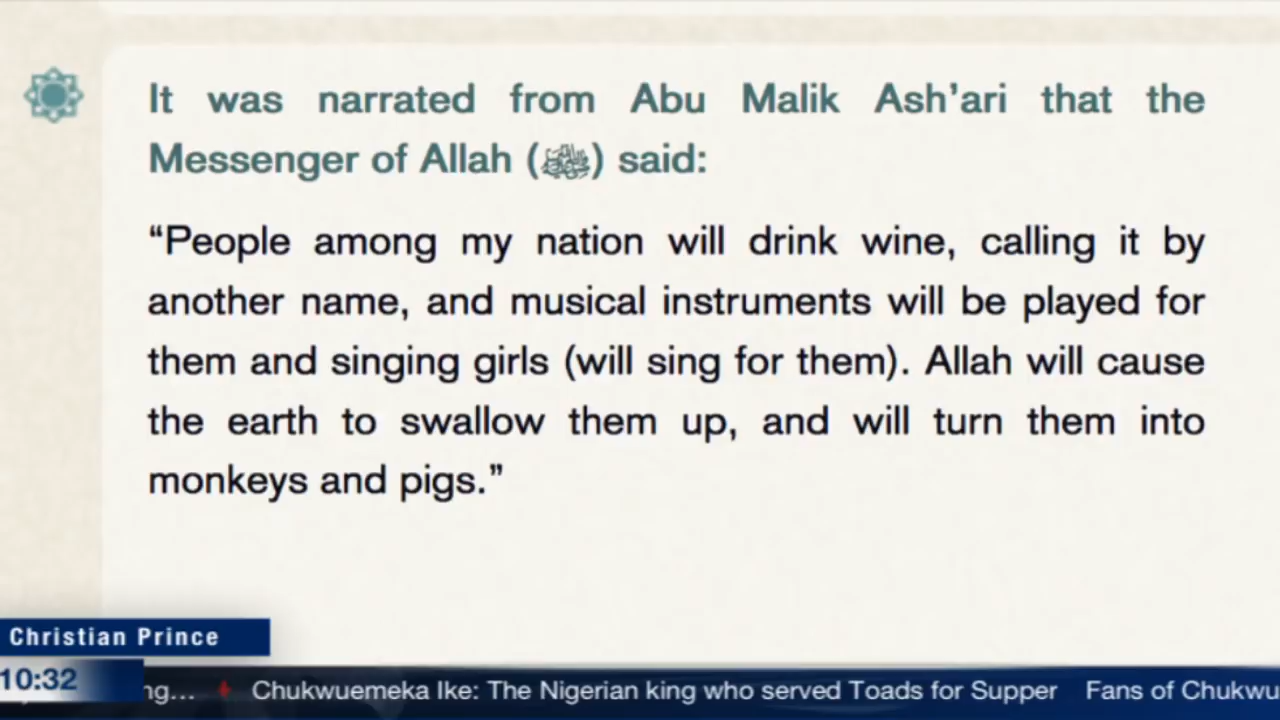 It was narrated from Abu Malik Ash’ari that the
Messenger of Allah (ﷺ) said:
“People among my nation will drink wine, calling it by
another name, and musical instruments will be played for
them and singing girls (will sing for them). Allah will cause
the earth to swallow them up, and will turn them into
monkeys and pigs.”
Christian Prince
10:32
ng... Chukwuemeka Ike: The Nigerian king who served Toads for Supper Fans of Chukwu